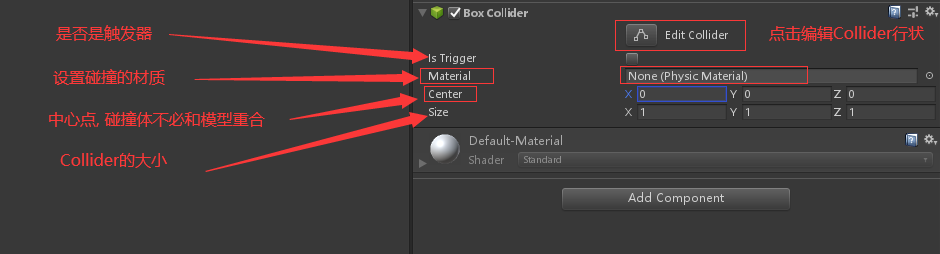 Box Collider
是否是触发器
Edit Collider
点击编辑Collider行状
Is Trigger
设置碰撞的材质
Material
None (Physic Material)
Center
X 0 Y 0 Z 0
中心点, 碰撞体不必和模型重合
Size
X 1 Y 1 Z 1
Collider的大小
Default-Material
Shader
Standard
Add Component